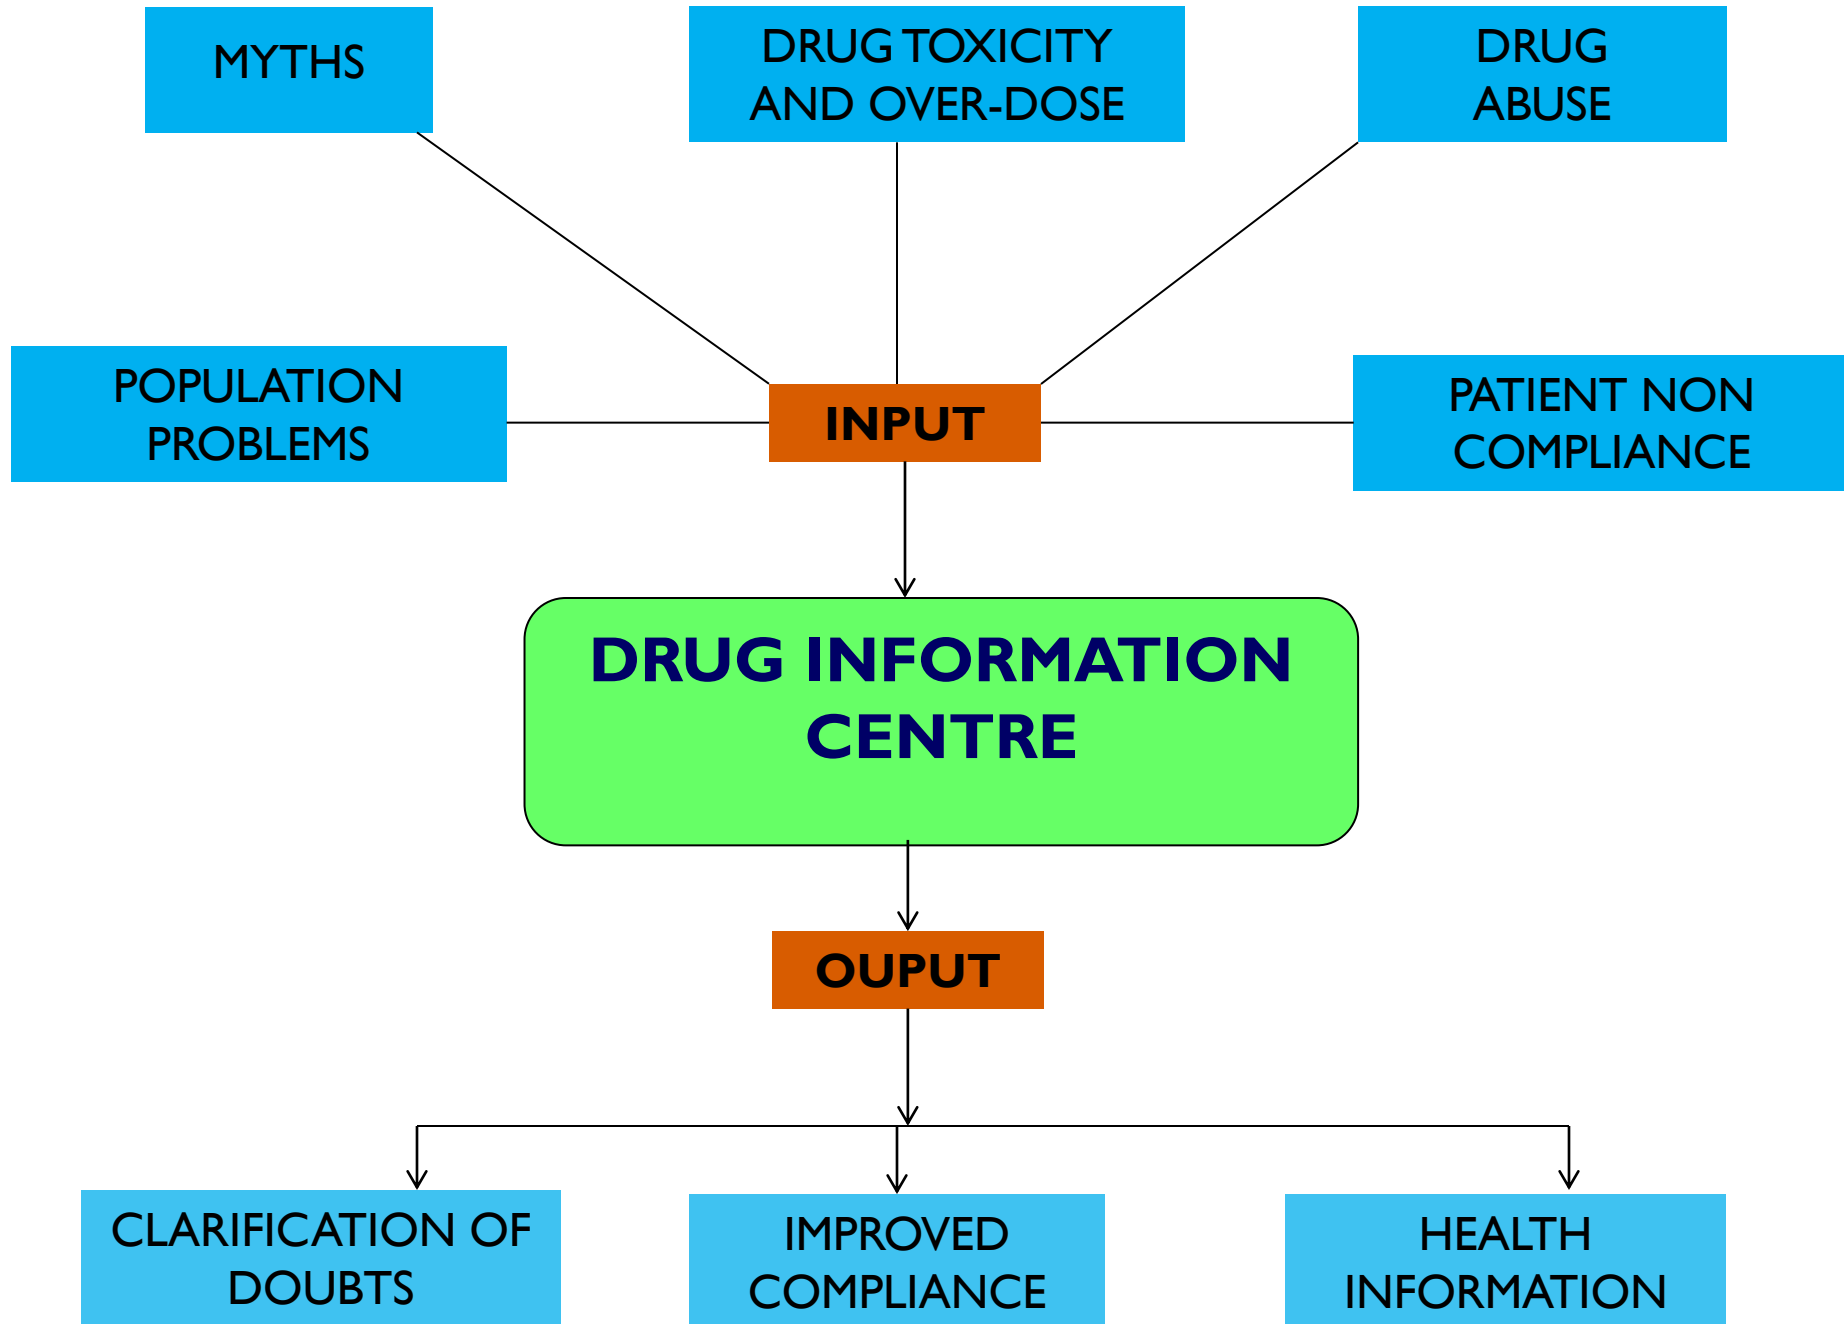 MYTHS
DRUG TOXICITY
AND OVER-DOSE
DRUG
ABUSE
POPULATION
PROBLEMS
INPUT
PATIENT NON
COMPLIANCE
DRUG INFORMATION
CENTRE
OUPUT
CLARIFICATION OF
DOUBTS
IMPROVED
COMPLIANCE
HEALTH
INFORMATION